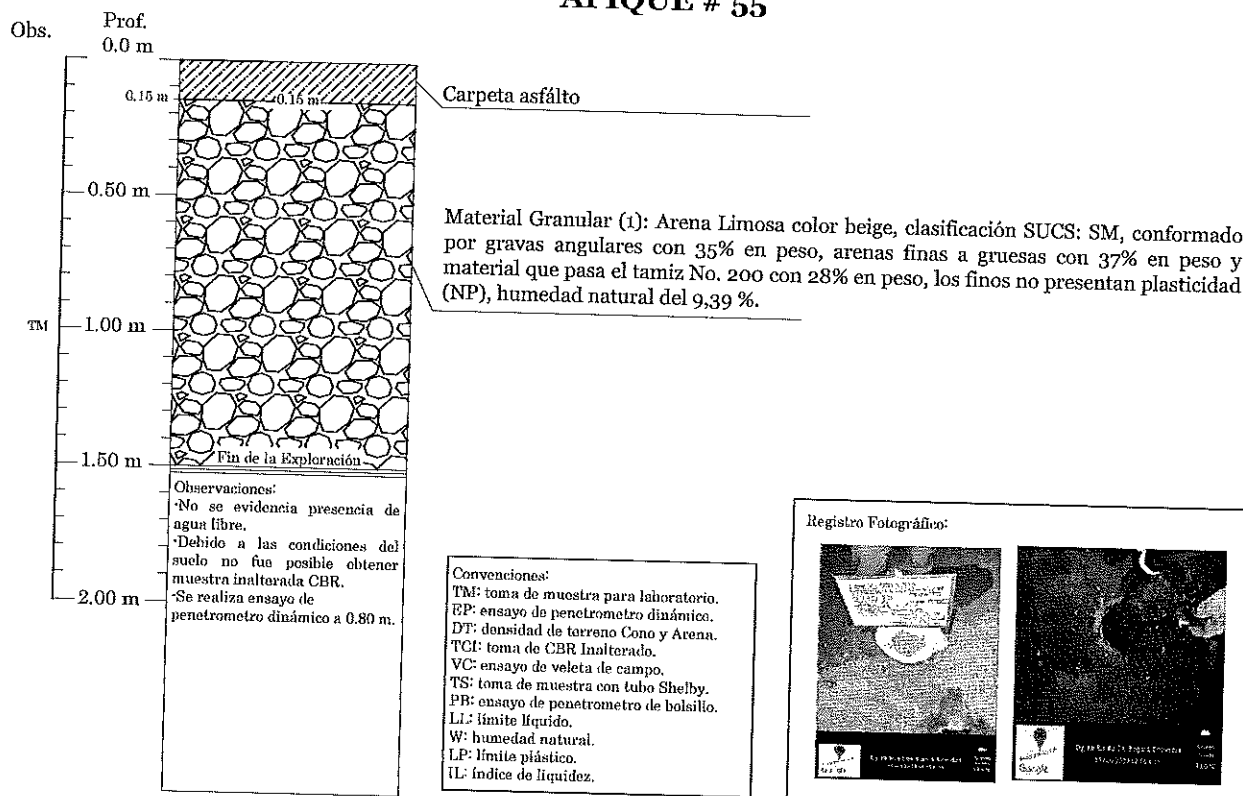 APIQUE # 55
Obs.
Prof.
0.0 m
0.15 m
0.15 m
0.50 m
TM
1.00 m
1.50 m
2.00 m
Carpeta asfálto
Material Granular (1): Arena Limosa color beige, clasificación SUCS: SM, conformado
por gravas angulares con 35% en peso, arenas finas a gruesas con 37% en peso y
material que pasa el tamiz No. 200 con 28% en peso, los finos no presentan plasticidad
(NP), humedad natural del 9,39 %.
Fin de la Exploración
Observaciones:
-No se evidencia presencia de
agua libre.
-Debido a las condiciones del
suelo no fue posible obtener
muestra inalterada CBR.
-Se realiza ensayo de
penetrometro dinámico a 0.80 m.
Convenciones:
TM: toma de muestra para laboratorio.
EP: ensayo de penetrometro dinámico.
DT: densidad de terreno Cono y Arena.
TCI: toma de CBR Inalterado.
VC: ensayo de veleta de campo.
TS: toma de muestra con tubo Shelby.
PB: ensayo de penetrometro de bolsillo.
LL: límite líquido.
W: humedad natural.
LP: límite plástico.
IL: índice de liquidez.
Registro Fotográfico:
Google
Google